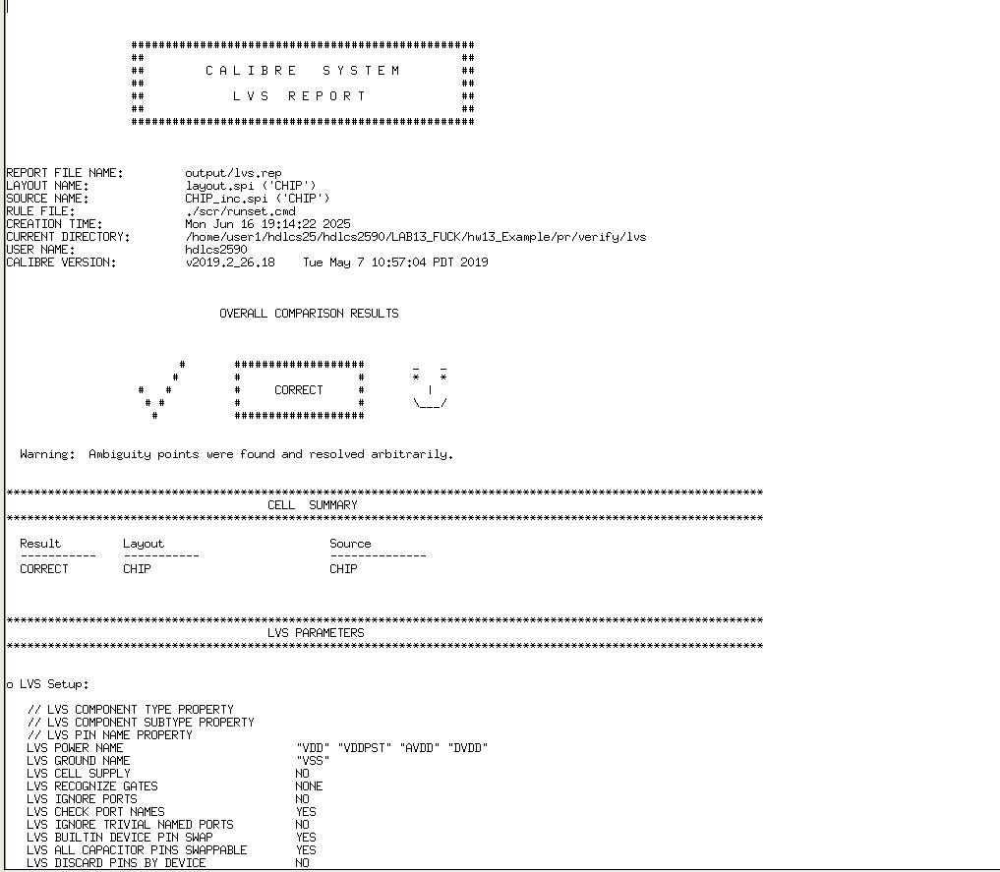 ###################################################
##                                               ##
##         C A L I B R E    S Y S T E M          ##
##                                               ##
##             L V S   R E P O R T               ##
##                                               ##
###################################################
REPORT FILE NAME:         output/lvs.rep
LAYOUT NAME:              layout.spi ('CHIP')
SOURCE NAME:              CHIP_inc.spi ('CHIP')
RULE FILE:                ./scr/runset.cmd
CREATION TIME:            Mon Jun 16 19:14:22 2025
CURRENT DIRECTORY:        /home/user1/hdlcs25/hdlcs2590/LAB13_FUCK/hw13_Example/pr/verify/lvs
USER NAME:                hdlcs2590
CALIBRE VERSION:          v2019.2_26.18    Tue May 7 10:57:04 PDT 2019
OVERALL COMPARISON RESULTS
      #       ###################       _   _
     #        #                 #       *   *
#   #         #     CORRECT     #         |
 # #          #                 #       \___/
  #           ###################
Warning:  Ambiguity points were found and resolved arbitrarily.
**************************************************************************************************************
CELL  SUMMARY
**************************************************************************************************************
Result         Layout                        Source
-----------    -----------                   --------------
CORRECT        CHIP                          CHIP
**************************************************************************************************************
LVS PARAMETERS
**************************************************************************************************************
o LVS Setup:
// LVS COMPONENT TYPE PROPERTY
// LVS COMPONENT SUBTYPE PROPERTY
// LVS PIN NAME PROPERTY
LVS POWER NAME                         "VDD" "VDDPST" "AVDD" "DVDD"
LVS GROUND NAME                        "VSS"
LVS CELL SUPPLY                        NO
LVS RECOGNIZE GATES                    NONE
LVS IGNORE PORTS                       NO
LVS CHECK PORT NAMES                   YES
LVS IGNORE TRIVIAL NAMED PORTS         NO
LVS BUILTIN DEVICE PIN SWAP            YES
LVS ALL CAPACITOR PINS SWAPPABLE       YES
LVS DISCARD PINS BY DEVICE             NO